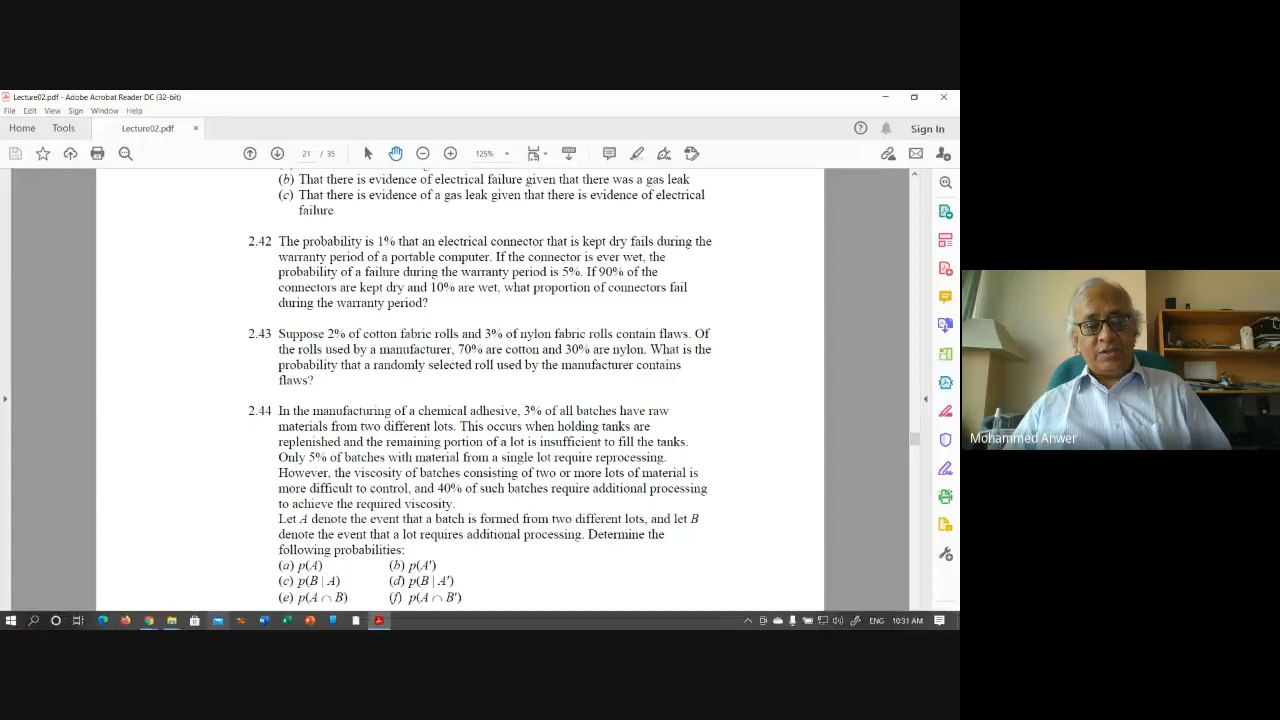 Lecture02.pdf - Adobe Acrobat Reader DC (32-bit)
File Edit View Sign Window Help
Home Tools Lecture02.pdf × Sign In
21 / 35 125%
(b) That there is evidence of electrical failure given that there was a gas leak
(c) That there is evidence of a gas leak given that there is evidence of electrical
failure
2.42 The probability is 1% that an electrical connector that is kept dry fails during the
warranty period of a portable computer. If the connector is ever wet, the
probability of a failure during the warranty period is 5%. If 90% of the
connectors are kept dry and 10% are wet, what proportion of connectors fail
during the warranty period?
2.43 Suppose 2% of cotton fabric rolls and 3% of nylon fabric rolls contain flaws. Of
the rolls used by a manufacturer, 70% are cotton and 30% are nylon. What is the
probability that a randomly selected roll used by the manufacturer contains
flaws?
2.44 In the manufacturing of a chemical adhesive, 3% of all batches have raw
materials from two different lots. This occurs when holding tanks are
replenished and the remaining portion of a lot is insufficient to fill the tanks.
Only 5% of batches with material from a single lot require reprocessing.
However, the viscosity of batches consisting of two or more lots of material is
more difficult to control, and 40% of such batches require additional processing
to achieve the required viscosity.
Let A denote the event that a batch is formed from two different lots, and let B
denote the event that a lot requires additional processing. Determine the
following probabilities:
(a) p(A) (b) p(A′)
(c) p(B | A) (d) p(B | A′)
(e) p(A ∩ B) (f) p(A ∩ B′)
Mohammed Anwer
ENG 10:31 AM